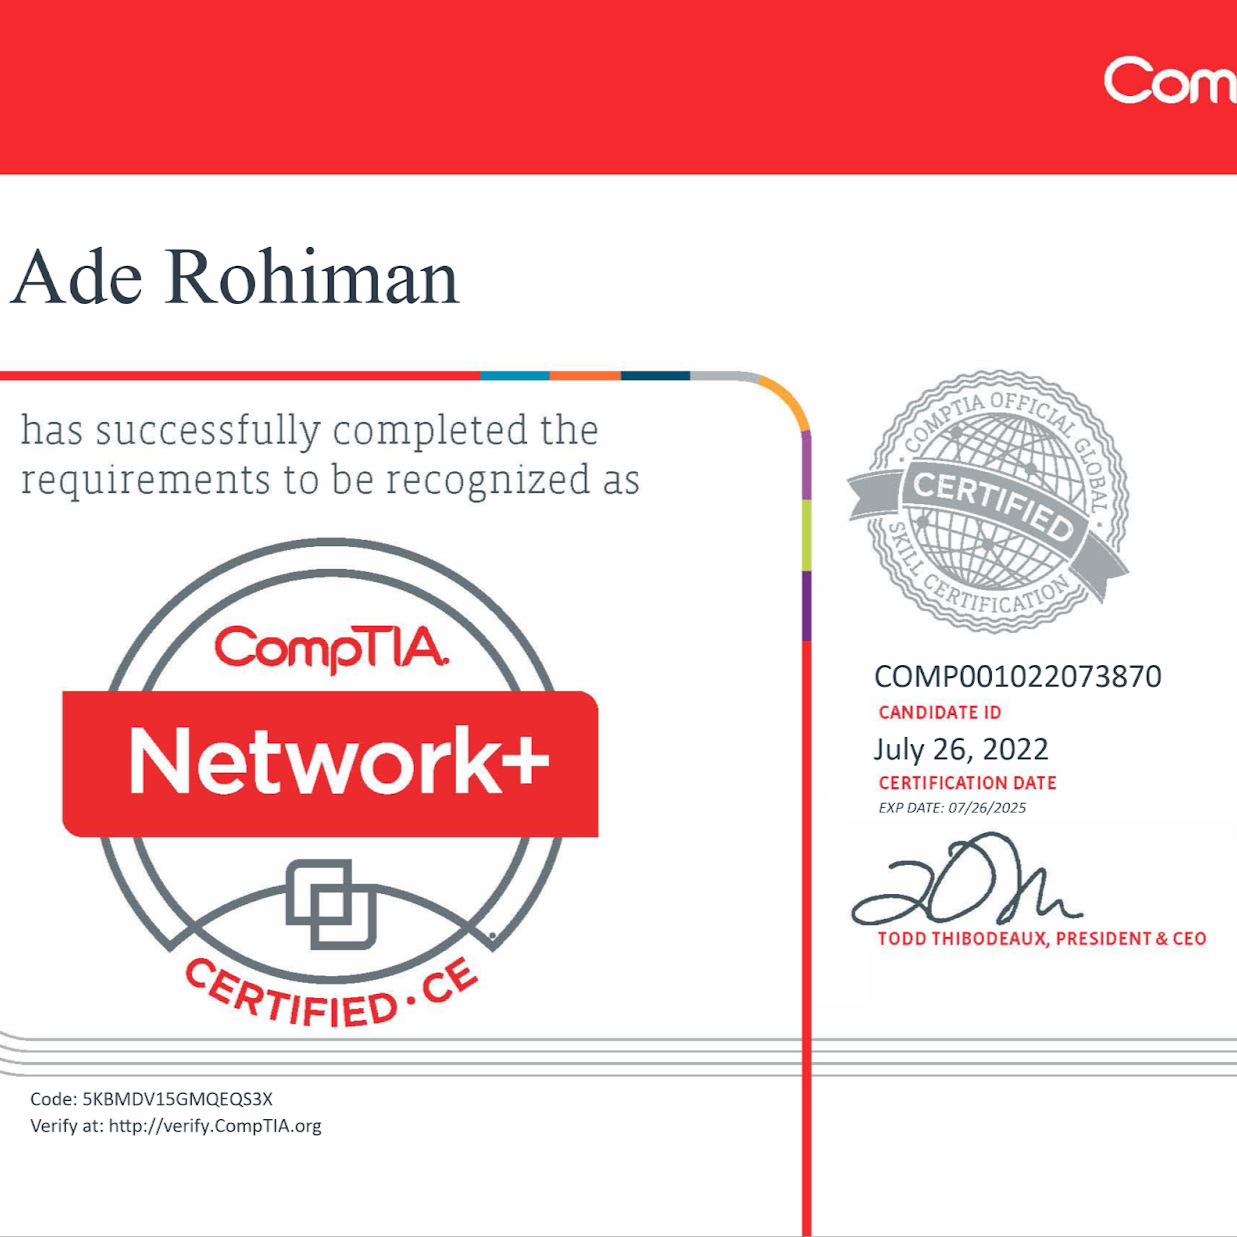 Com
Ade Rohiman
has successfully completed the
requirements to be recognized as
COMPTIA OFFICIAL GLOBAL
CERTIFIED
SKILL CERTIFICATION
CompTIA.
Network+
CERTIFIED • CE
COMP001022073870
CANDIDATE ID
July 26, 2022
CERTIFICATION DATE
EXP DATE: 07/26/2025
TODD THIBODEAUX, PRESIDENT & CEO
Code: 5KBMDV15GMQEQS3X
Verify at: http://verify.CompTIA.org